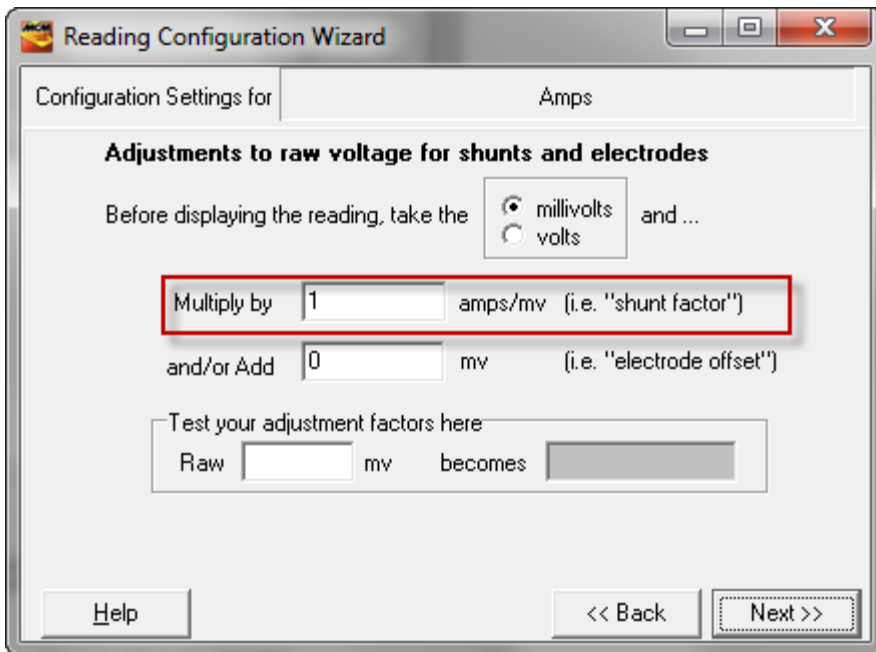 MCM
Reading Configuration Wizard
Configuration Settings for Amps
Adjustments to raw voltage for shunts and electrodes
Before displaying the reading, take the millivolts and ...
volts
Multiply by 1 amps/mv (i.e. "shunt factor")
and/or Add 0 mv (i.e. "electrode offset")
Test your adjustment factors here
Raw mv becomes
Help << Back Next >>